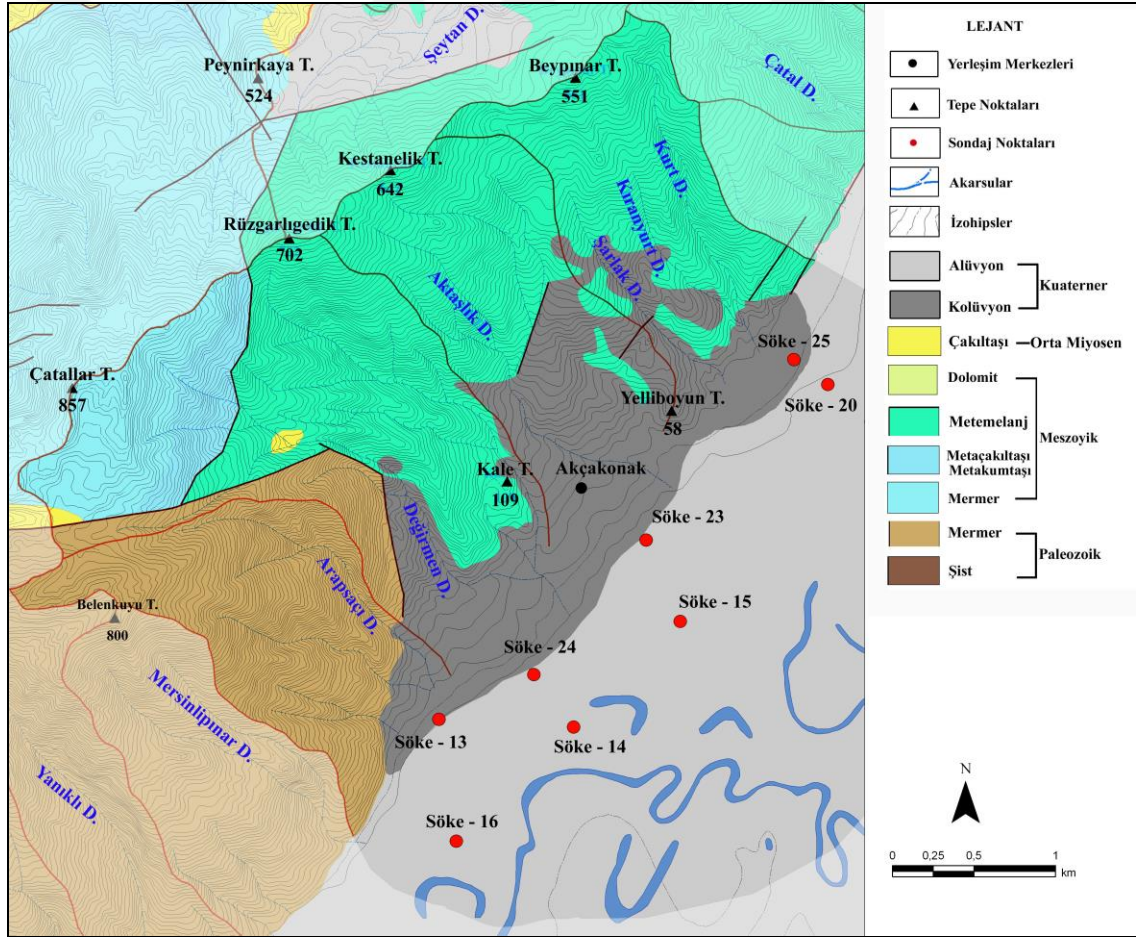 Şeytan D.
Peynirkaya T.
524
Beypınar T.
551
Çatal D.
Kestanelik T.
642
Kurt D.
Kıranyurt D.
Rüzgarlıgedik T.
702
Şarlak D.
Aktaşlık D.
Söke - 25
Çatallar T.
857
Söke - 20
Yelliboyun T.
58
Kale T.
109
Akçakonak
Değirmen D.
Söke - 23
Arapsaçı D.
Belenkuyu T.
800
Söke - 15
Söke - 24
Mersinlipınar D.
Söke - 13
Söke - 14
Yanıklı D.
Söke - 16
LEJANT
Yerleşim Merkezleri
Tepe Noktaları
Sondaj Noktaları
Akarsular
İzohipsler
Alüvyon
Kuaterner
Kolüvyon
Çakıltaşı
Orta Miyosen
Dolomit
Metemelanj
Meszoyik
Metaçakıltaşı
Metakumtaşı
Mermer
Mermer
Paleozoik
Şist
N
0 0,25 0,5 1
km